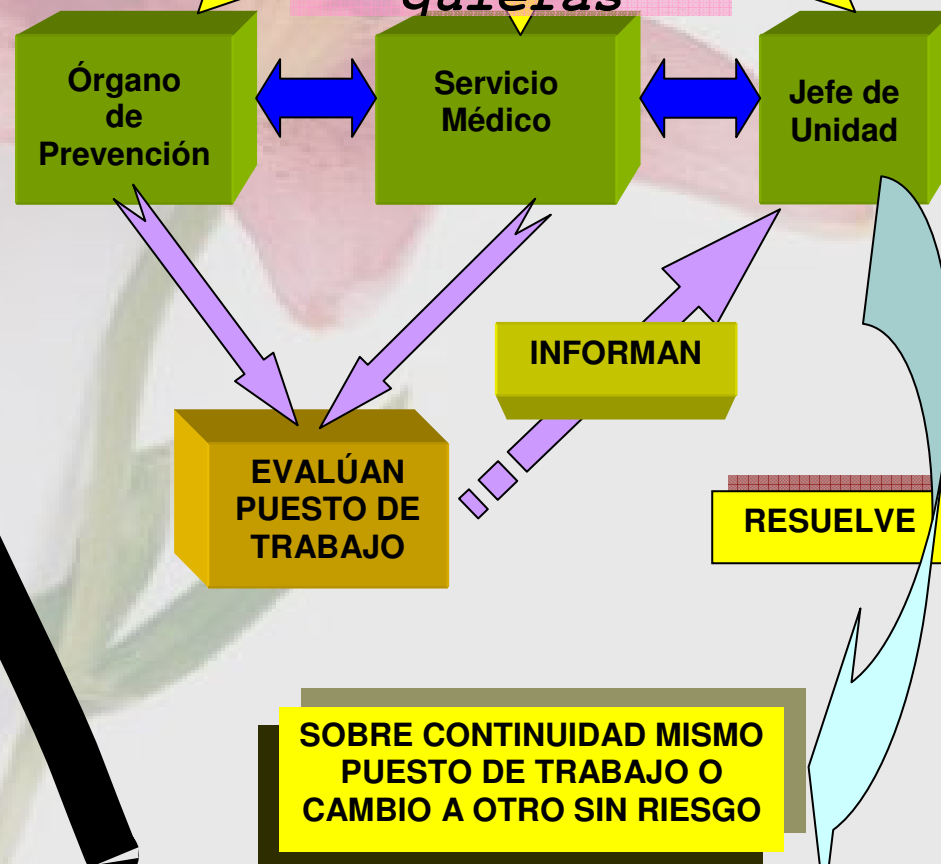 quieras
Órgano
de
Prevención
Servicio
Médico
Jefe de
Unidad
INFORMAN
EVALÚAN
PUESTO DE
TRABAJO
RESUELVE
SOBRE CONTINUIDAD MISMO
PUESTO DE TRABAJO O
CAMBIO A OTRO SIN RIESGO